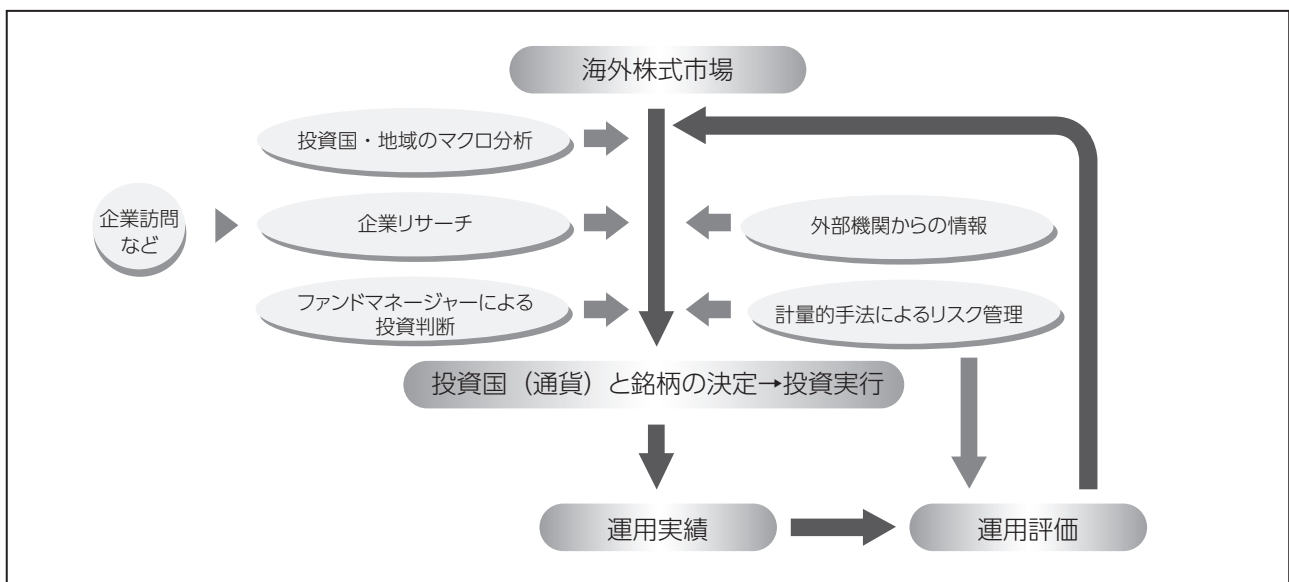 海外株式市場
投資国・地域のマクロ分析
企業訪問
など
企業リサーチ
外部機関からの情報
ファンドマネージャーによる
投資判断
計量的手法によるリスク管理
投資国（通貨）と銘柄の決定→投資実行
運用実績
運用評価